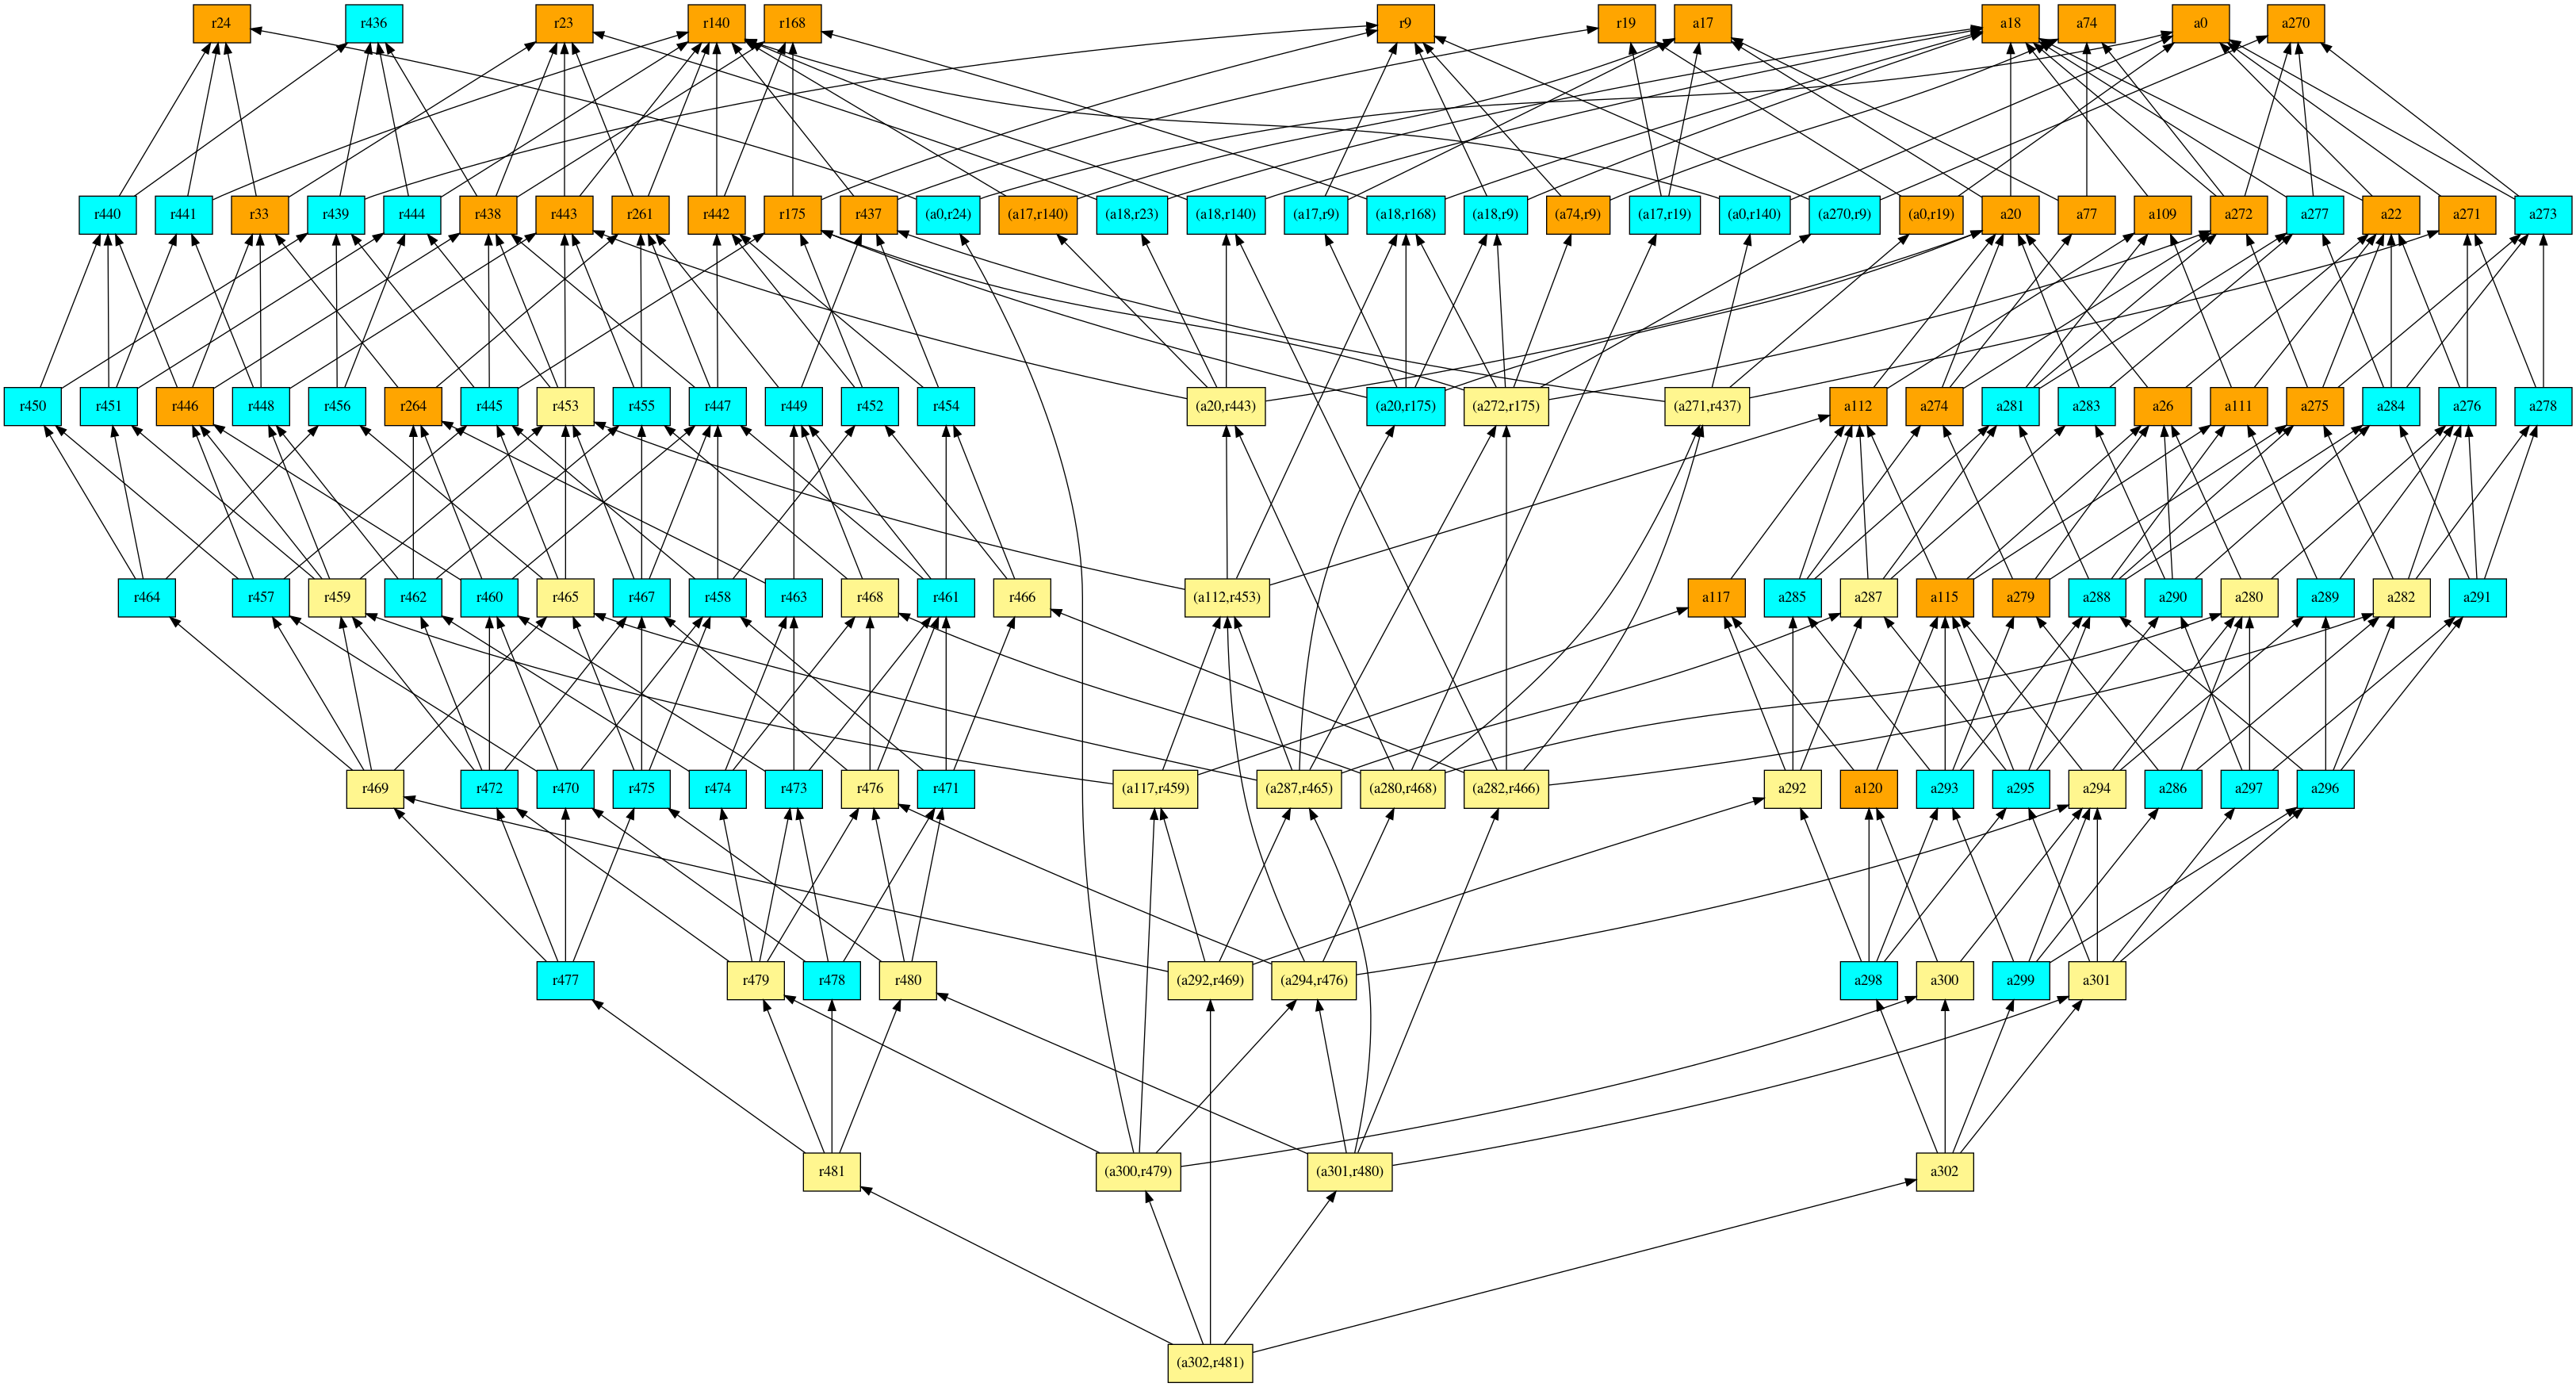 r24 r436 r23 r140 r168 r9 r19 a17 a18 a74 a0 a270
r440 r441 r33 r439 r444 r438 r443 r261 r442 r175 r437 (a0,r24) (a17,r140) (a18,r23) (a18,r140) (a17,r9) (a18,r168) (a18,r9) (a74,r9) (a17,r19) (a0,r140) (a270,r9) (a0,r19) a20 a77 a109 a272 a277 a22 a271 a273
r450 r451 r446 r448 r456 r264 r445 r453 r455 r447 r449 r452 r454 (a20,r443) (a20,r175) (a272,r175) (a271,r437) a112 a274 a281 a283 a26 a111 a275 a284 a276 a278
r464 r457 r459 r462 r460 r465 r467 r458 r463 r468 r461 r466 (a112,r453) a117 a285 a287 a115 a279 a288 a290 a280 a289 a282 a291
r469 r472 r470 r475 r474 r473 r476 r471 (a117,r459) (a287,r465) (a280,r468) (a282,r466) a292 a120 a293 a295 a294 a286 a297 a296
r477 r479 r478 r480 (a292,r469) (a294,r476) a298 a300 a299 a301
r481 (a300,r479) (a301,r480) a302
(a302,r481)